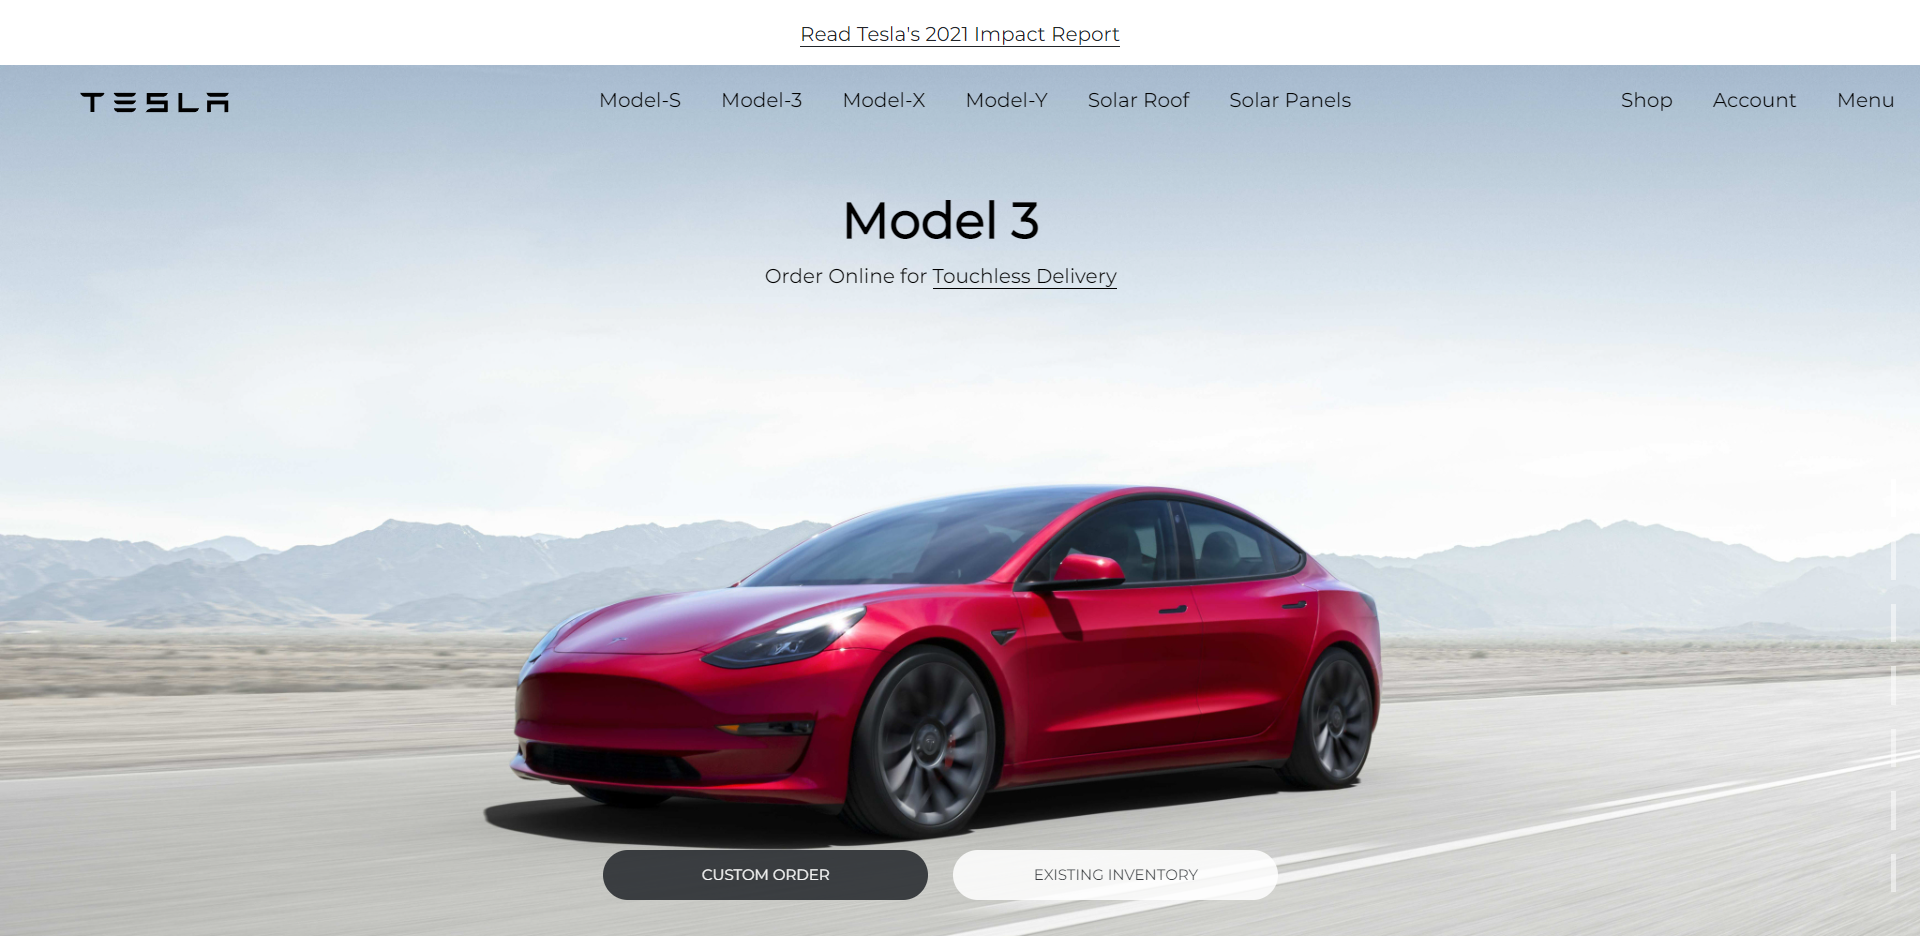 Read Tesla's 2021 Impact Report
TESLA Model-S Model-3 Model-X Model-Y Solar Roof Solar Panels Shop Account Menu
Model 3
Order Online for Touchless Delivery
CUSTOM ORDER EXISTING INVENTORY